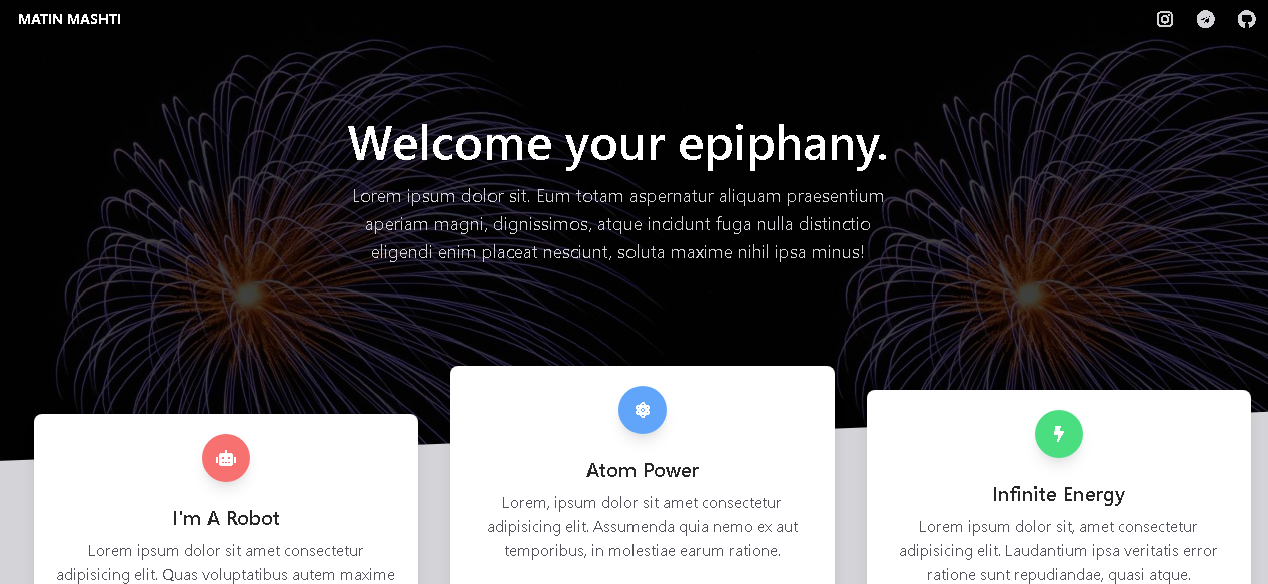 MATIN MASHTI
Welcome your epiphany.
Lorem ipsum dolor sit. Eum totam aspernatur aliquam praesentium
aperiam magni, dignissimos, atque incidunt fuga nulla distinctio
eligendi enim placeat nesciunt, soluta maxime nihil ipsa minus!
I'm A Robot
Lorem ipsum dolor sit amet consectetur
adipisicing elit. Quas voluptatibus autem maxime
Atom Power
Lorem, ipsum dolor sit amet consectetur
adipisicing elit. Assumenda quia nemo ex aut
temporibus, in molestiae earum ratione.
Infinite Energy
Lorem ipsum dolor sit, amet consectetur
adipisicing elit. Laudantium ipsa veritatis error
ratione sunt repudiandae, quasi atque.